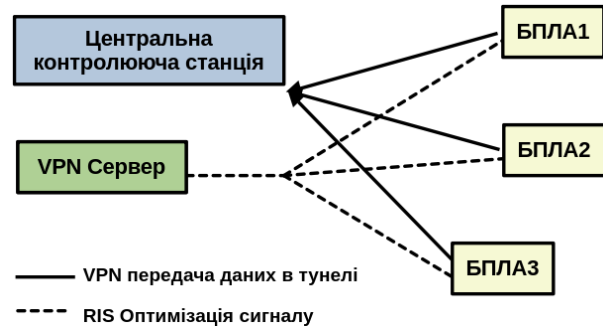 Центральна
контролююча станція
БПЛА1
VPN Сервер
БПЛА2
БПЛА3
VPN передача даних в тунелі
RIS Оптимізація сигналу